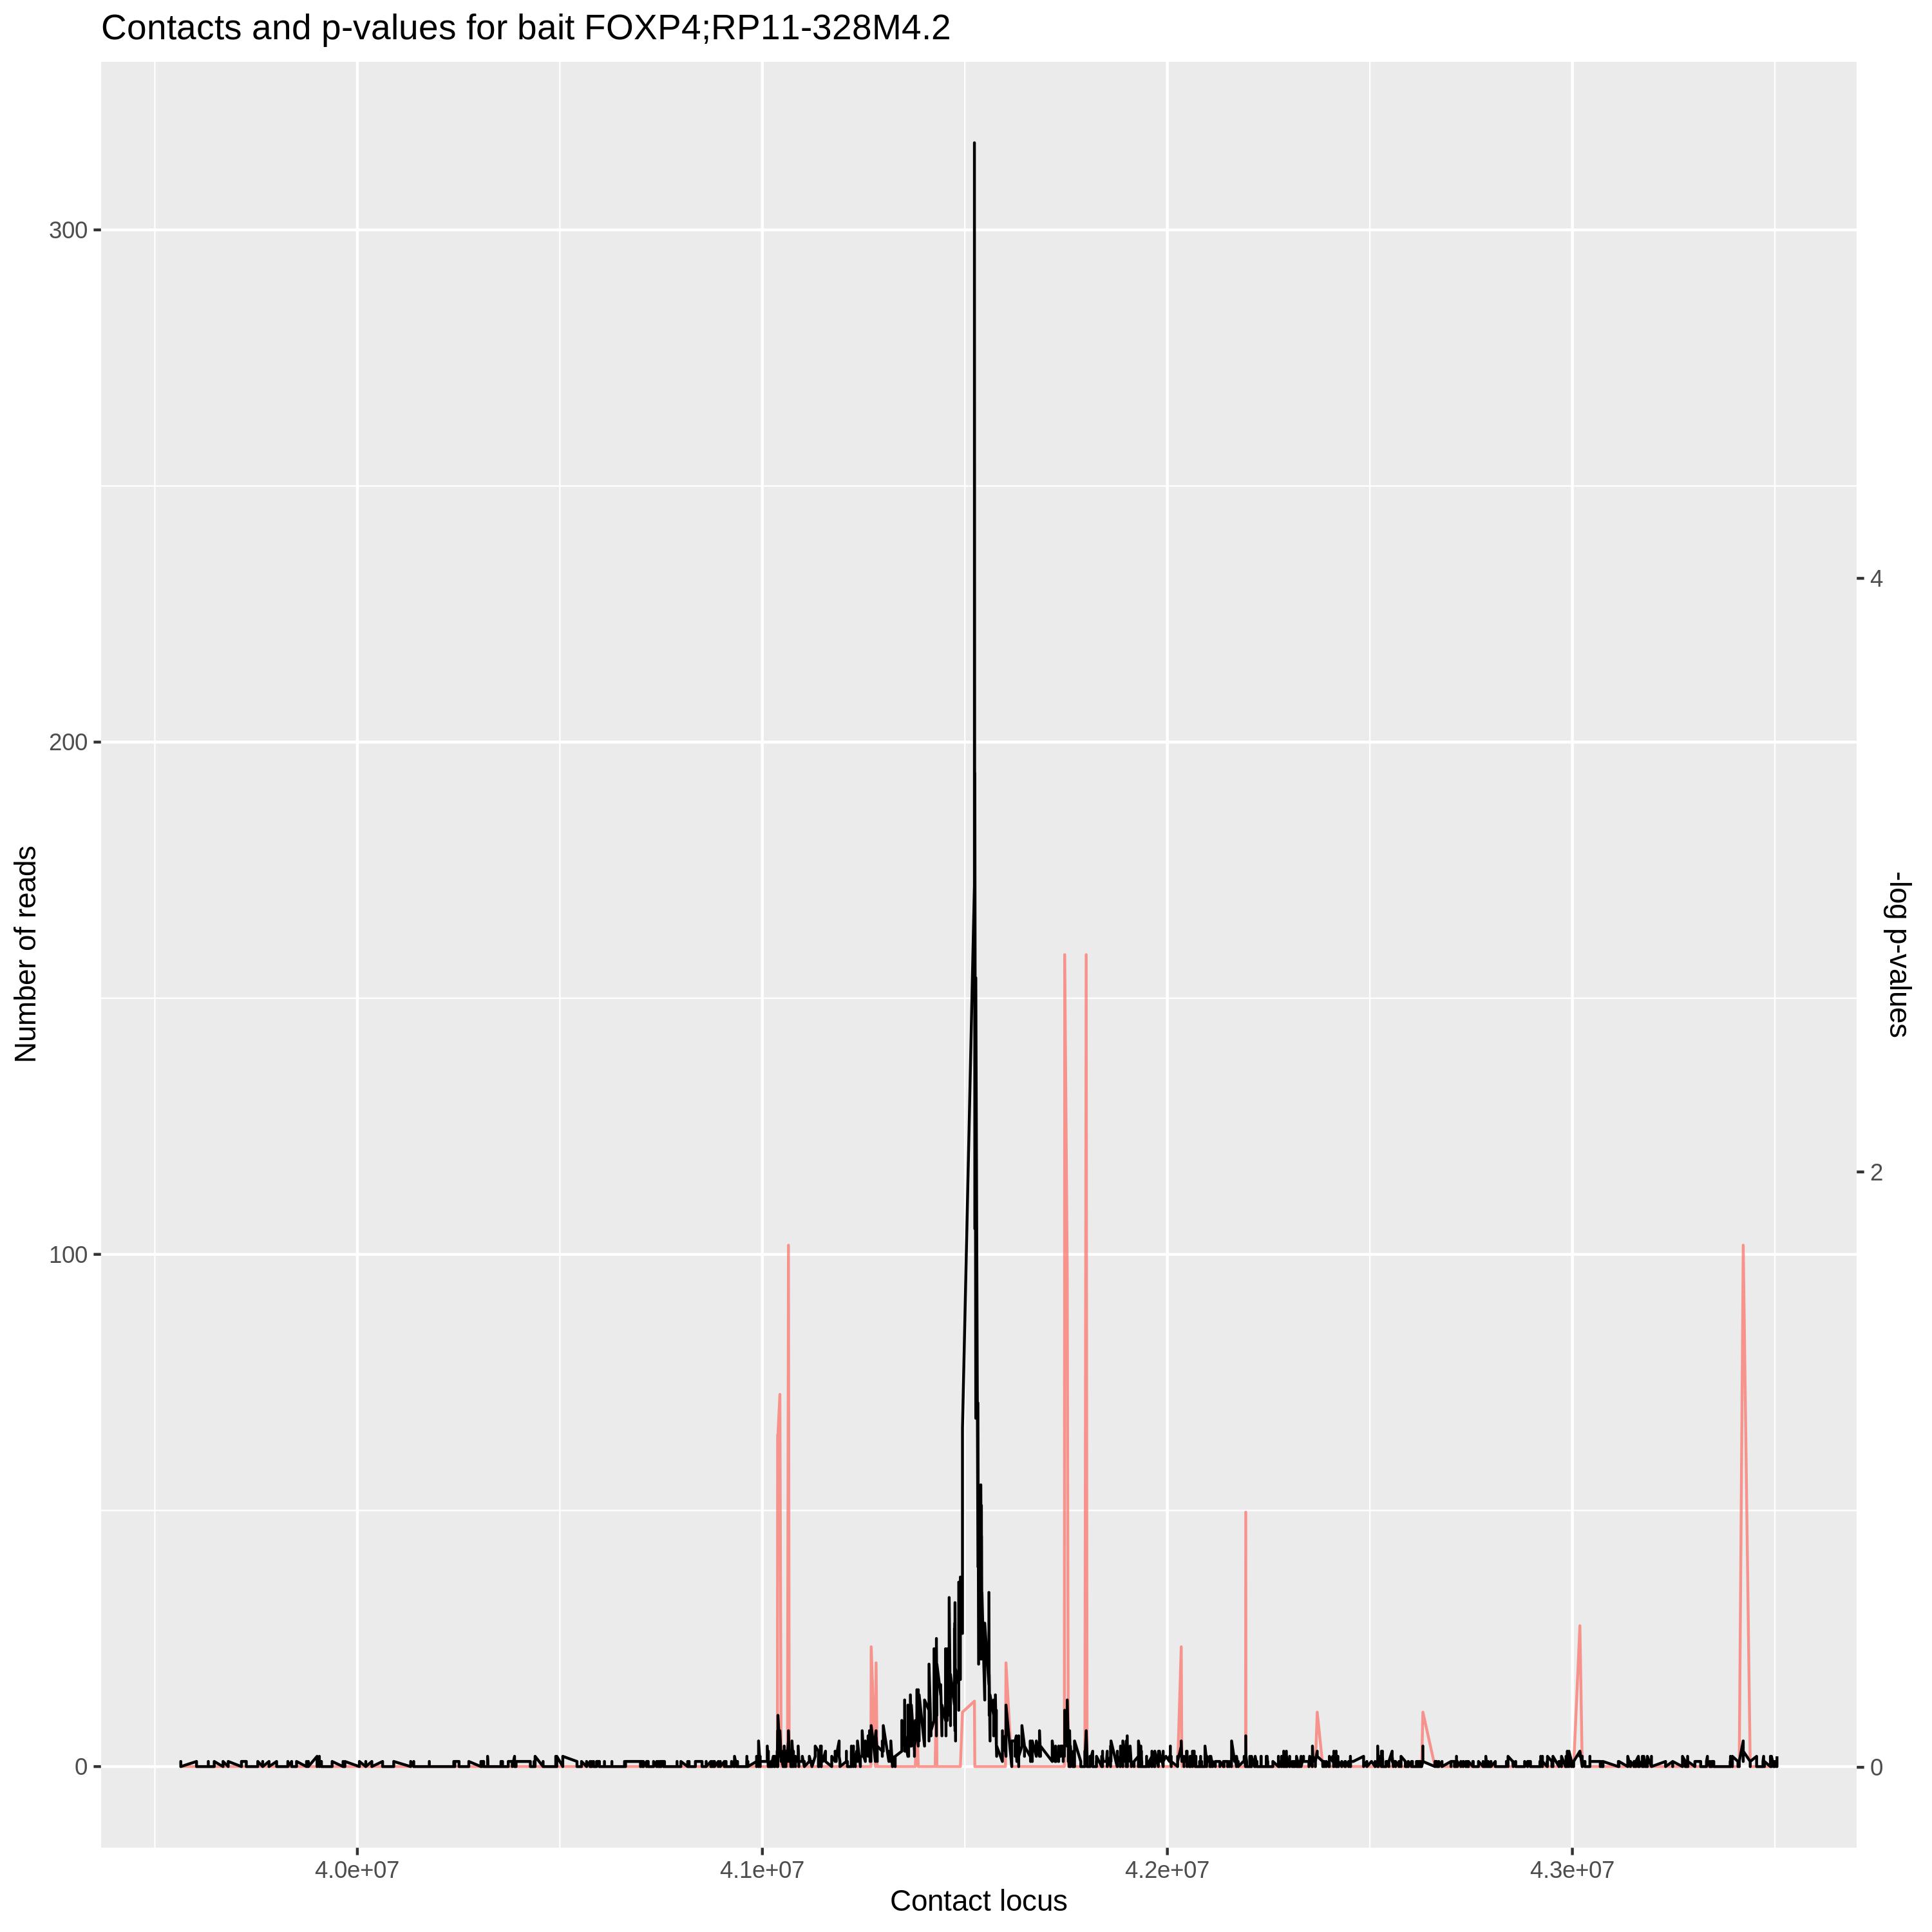 Contacts and p-values for bait FOXP4;RP11-328M4.2
300
200
100
0
Number of reads
4
2
0
-log p-values
4.0e+07
4.1e+07
4.2e+07
4.3e+07
Contact locus